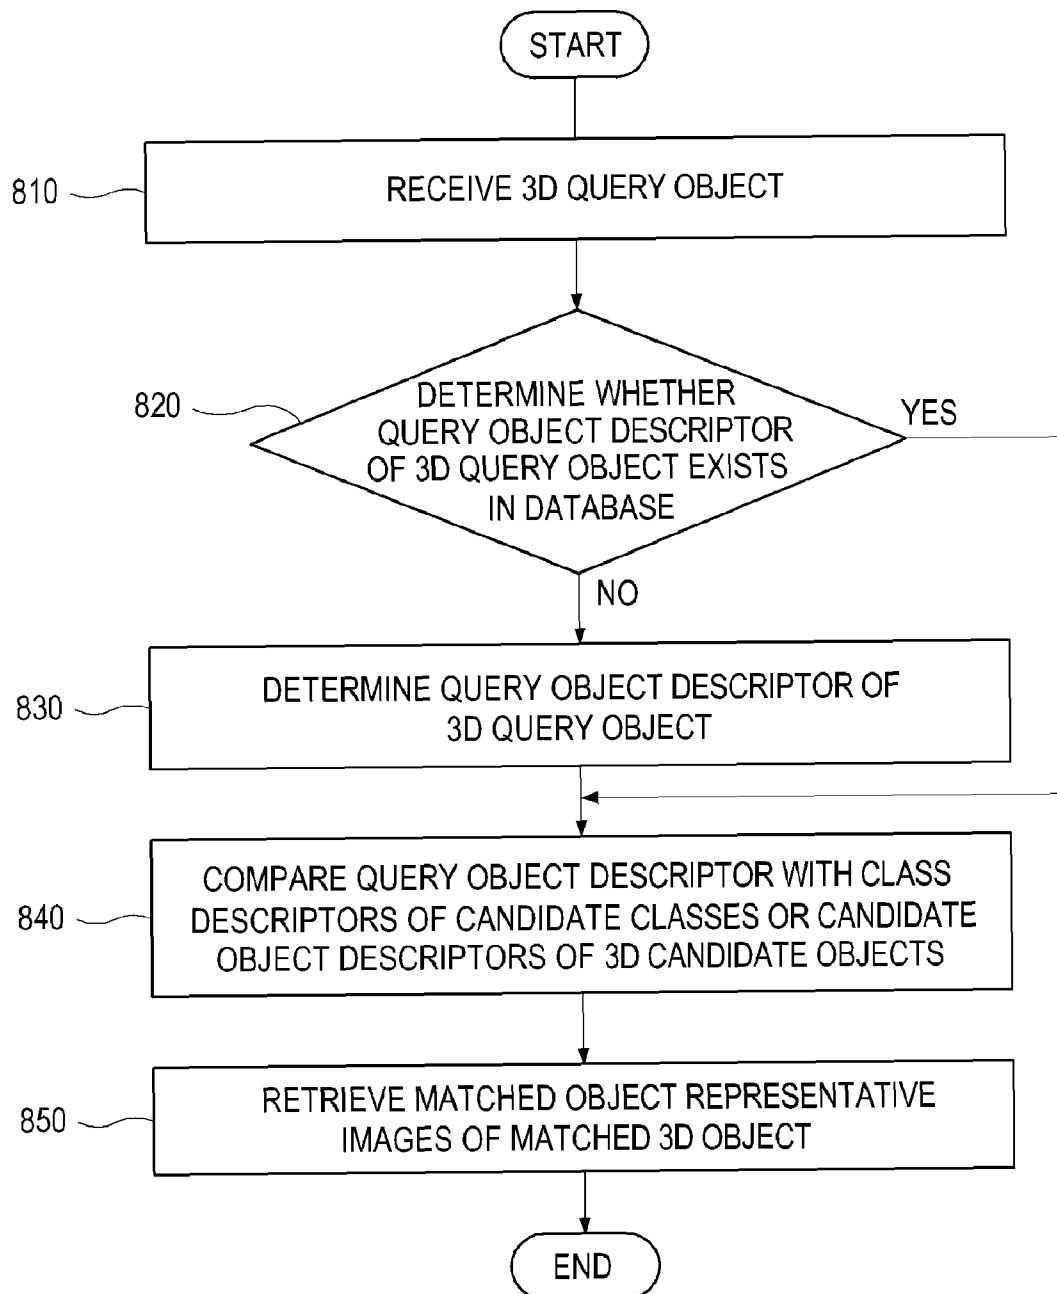 START
810
RECEIVE 3D QUERY OBJECT
820
DETERMINE WHETHER
QUERY OBJECT DESCRIPTOR
OF 3D QUERY OBJECT EXISTS
IN DATABASE
YES
NO
830
DETERMINE QUERY OBJECT DESCRIPTOR OF
3D QUERY OBJECT
840
COMPARE QUERY OBJECT DESCRIPTOR WITH CLASS
DESCRIPTORS OF CANDIDATE CLASSES OR CANDIDATE
OBJECT DESCRIPTORS OF 3D CANDIDATE OBJECTS
850
RETRIEVE MATCHED OBJECT REPRESENTATIVE
IMAGES OF MATCHED 3D OBJECT
END